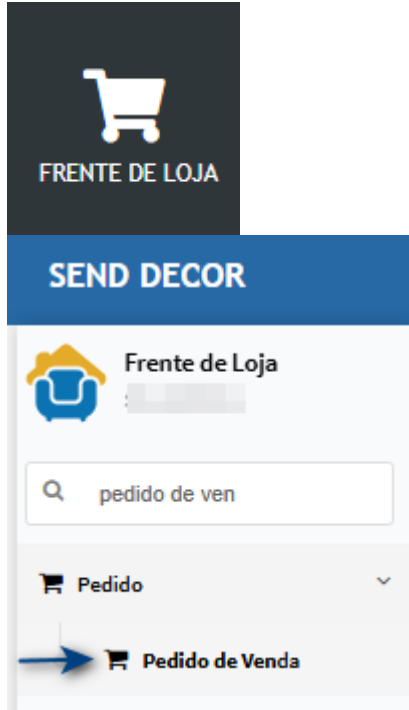 FRENTE DE LOJA
SEND DECOR
Frente de Loja
pedido de ven
Pedido
Pedido de Venda